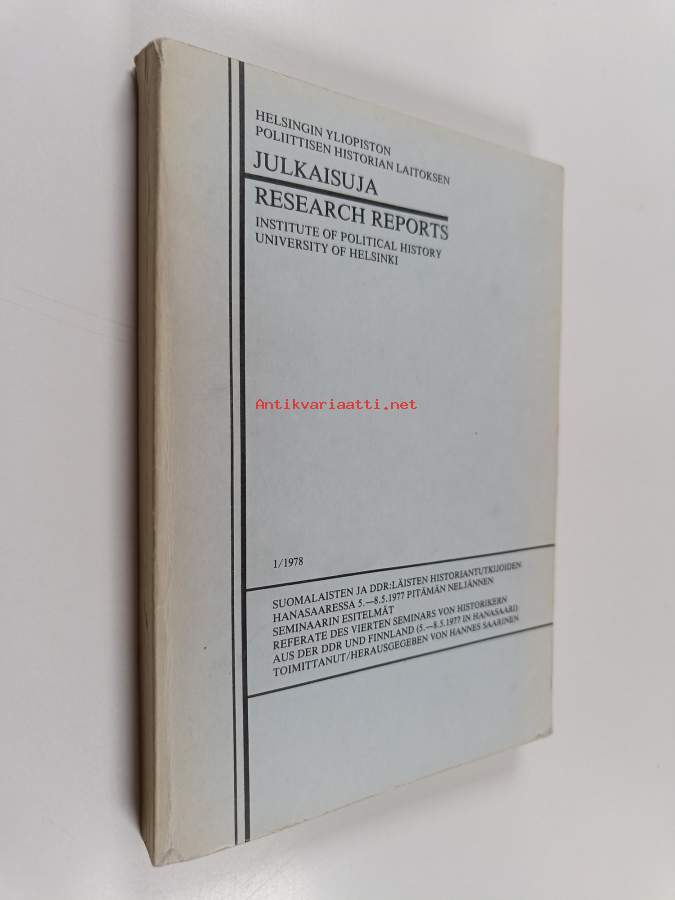 HELSINGIN YLIOPISTON
POLIITTISEN HISTORIAN LAITOKSEN
JULKAISUJA
RESEARCH REPORTS
INSTITUTE OF POLITICAL HISTORY
UNIVERSITY OF HELSINKI
Antikvariaatti.net
1/1978
SUOMALAISTEN JA DDR:LÄISTEN HISTORIANTUTKIJOIDEN
HANASAARESSA 5.—8.5.1977 PITÄMÄN NELJÄNNEN
SEMINAARIN ESITELMÄT
REFERATE DES VIERTEN SEMINARS VON HISTORIKERN
AUS DER DDR UND FINNLAND (5.—8.5.1977 IN HANASAARI)
TOIMITTANUT/HERAUSGEGEBEN VON HANNES SAARINEN